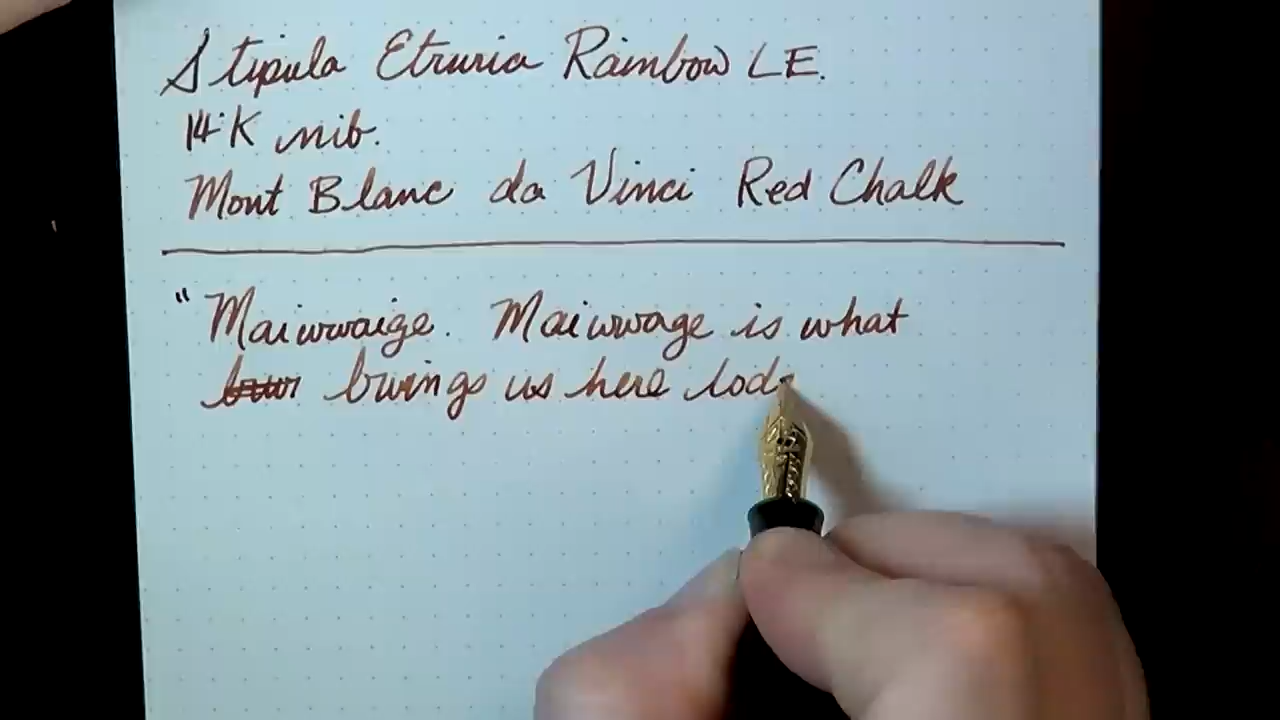 Stipula Etruria Rainbow LE.
14K nib.
Mont Blanc da Vinci Red Chalk
"Maiwwaige. Maiwwage is what
bwings us here tod